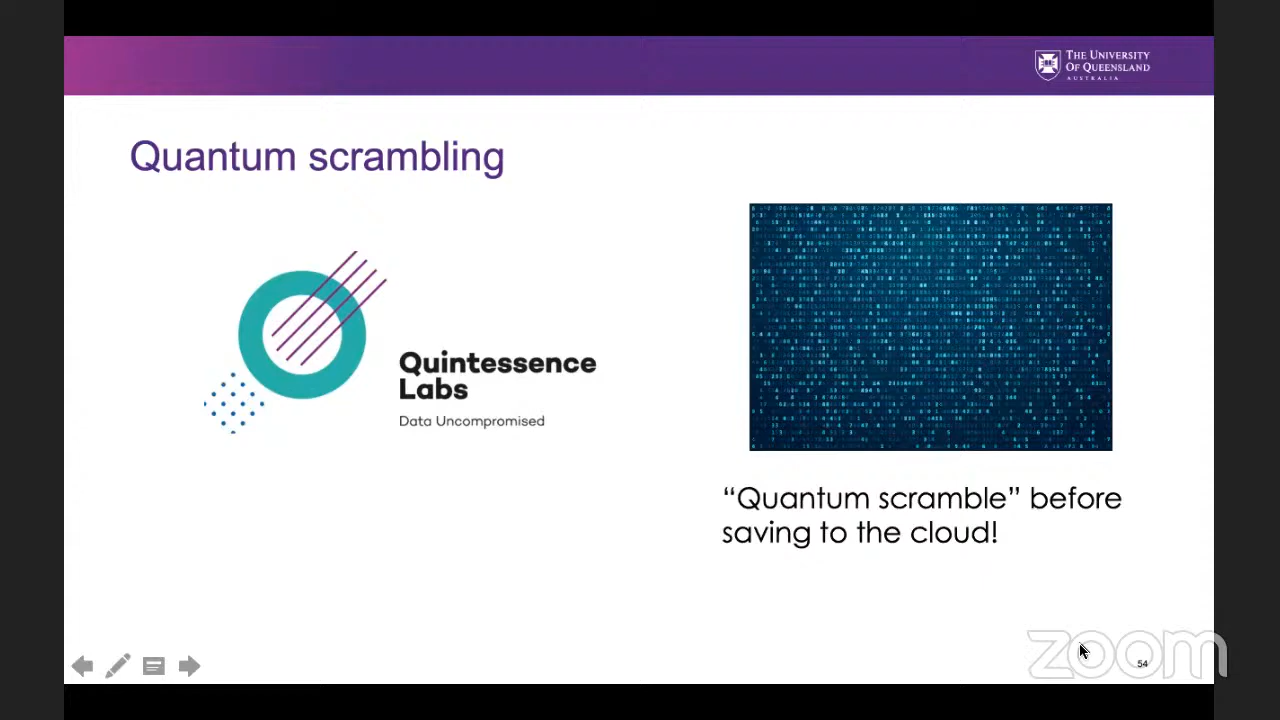 THE UNIVERSITY
OF QUEENSLAND
AUSTRALIA
Quantum scrambling
Quintessence
Labs
Data Uncompromised
“Quantum scramble” before
saving to the cloud!
zoom
54